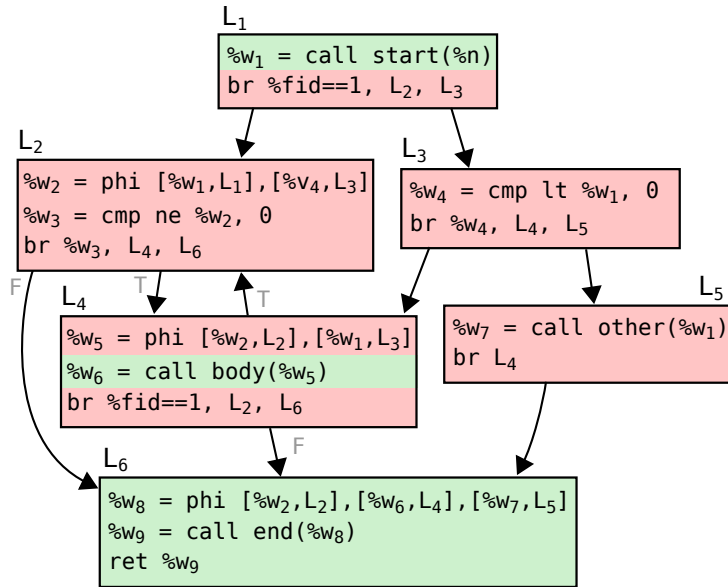 L₁
%w₁ = call start(%n)
br %fid==1, L₂, L₃
L₂
%w₂ = phi [%w₁,L₁],[%v₄,L₃]
%w₃ = cmp ne %w₂, 0
br %w₃, L₄, L₆
L₃
%w₄ = cmp lt %w₁, 0
br %w₄, L₄, L₅
F
T
T
L₄
%w₅ = phi [%w₂,L₂],[%w₁,L₃]
%w₆ = call body(%w₅)
br %fid==1, L₂, L₆
L₅
%w₇ = call other(%w₁)
br L₄
F
L₆
%w₈ = phi [%w₂,L₂],[%w₆,L₄],[%w₇,L₅]
%w₉ = call end(%w₈)
ret %w₉